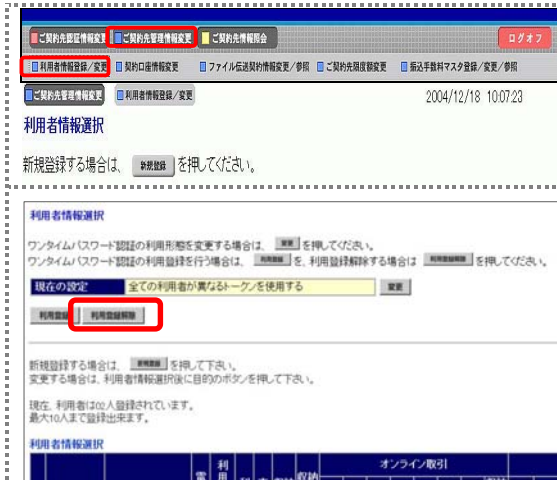 ご契約先認証情報変更 ご契約先管理情報変更 ご契約先情報照会 ログオフ
利用者情報登録/変更 契約口座情報変更 ファイル伝送契約情報変更/参照 ご契約先限度額変更 振込手数料マスタ登録/変更/参照
ご契約先管理情報変更 利用者情報登録/変更 2004/12/18 10:07:23
利用者情報選択
新規登録する場合は、 新規登録 を押してください。
利用者情報選択
ワンタイムパスワード認証の利用形態を変更する場合は、 変更 を押してください。
ワンタイムパスワード認証の利用登録を行う場合は、 利用登録 を、利用登録解除する場合は 利用登録解除 を押してください。
現在の設定 全ての利用者が異なるトークンを使用する 変更
利用登録 利用登録解除
新規登録する場合は、 新規登録 を押して下さい。
変更する場合は、利用者情報選択後に目的のボタンを押して下さい。
現在、利用者は02人登録されています。
最大10人まで登録出来ます。
利用者情報選択
オンライン取引
利
収納